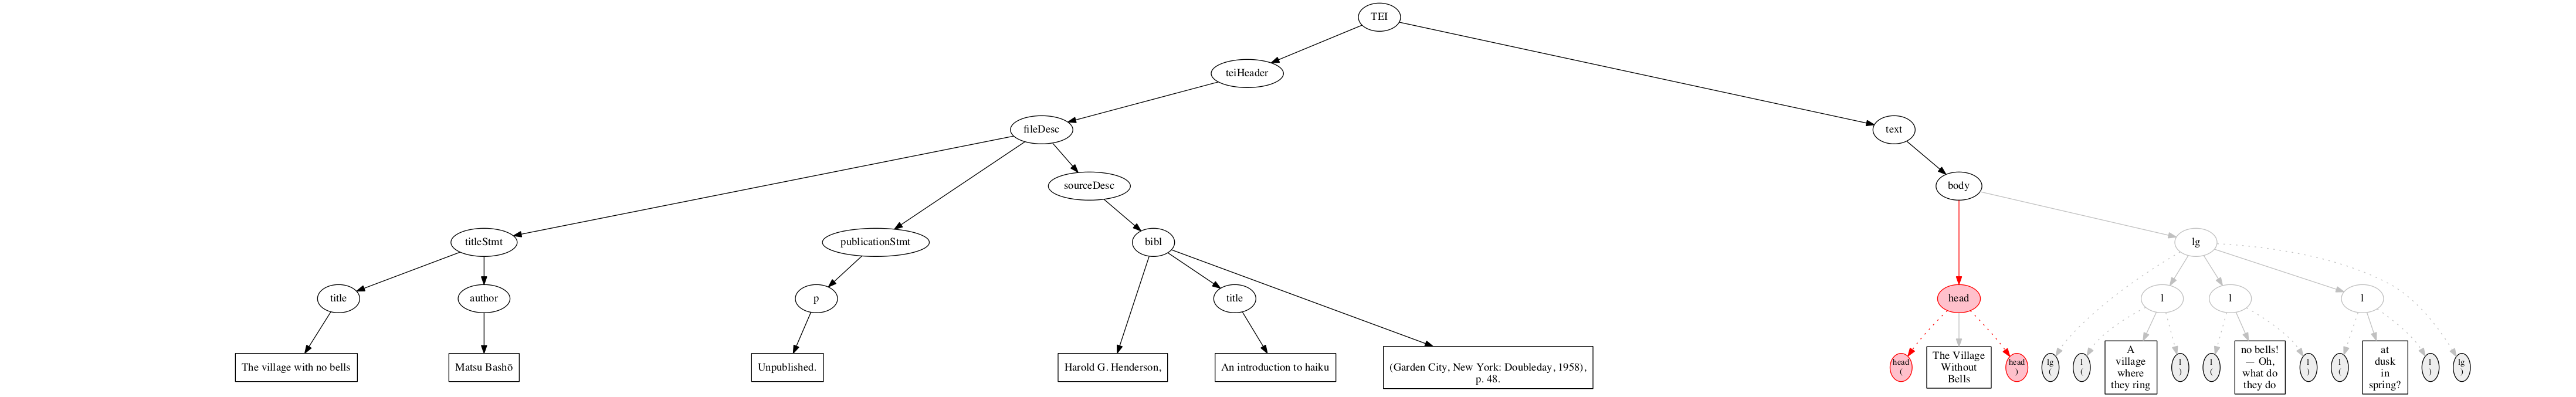 TEI
teiHeader
fileDesc
text
sourceDesc
body
titleStmt
publicationStmt
bibl
lg
title
author
p
title
head
l
l
l
The village with no bells
Matsu Bashō
Unpublished.
Harold G. Henderson,
An introduction to haiku
(Garden City, New York: Doubleday, 1958),
p. 48.
head
(
The Village
Without
Bells
head
)
lg
(
l
(
A
village
where
they ring
l
)
l
(
no bells!
— Oh,
what do
they do
l
)
l
(
at
dusk
in
spring?
l
)
lg
)